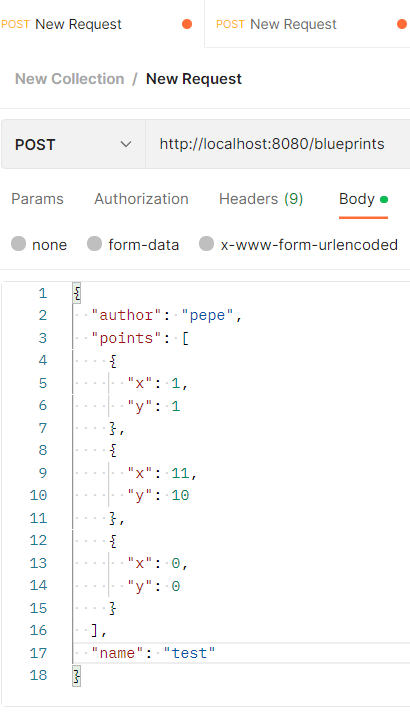 POST New Request POST New Request
New Collection / New Request
POST http://localhost:8080/blueprints
Params Authorization Headers (9) Body
none form-data x-www-form-urlencoded
1 {
2 "author": "pepe",
3 "points": [
4 {
5 "x": 1,
6 "y": 1
7 },
8 {
9 "x": 11,
10 "y": 10
11 },
12 {
13 "x": 0,
14 "y": 0
15 }
16 ],
17 "name": "test"
18 }